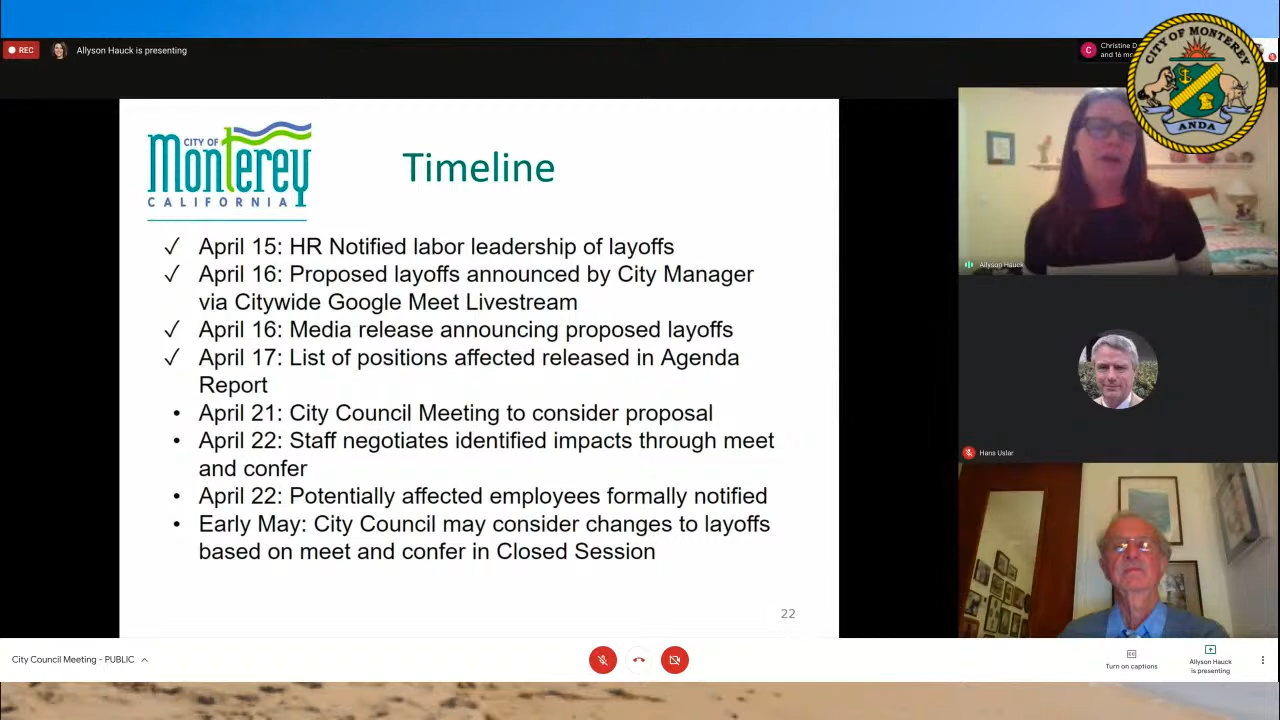 REC
Allyson Hauck is presenting
C
Christine D
and 16 mo
CITY OF MONTEREY
ANDA
CITY OF
Monterey
CALIFORNIA
Timeline
✓ April 15: HR Notified labor leadership of layoffs
✓ April 16: Proposed layoffs announced by City Manager
via Citywide Google Meet Livestream
✓ April 16: Media release announcing proposed layoffs
✓ April 17: List of positions affected released in Agenda
Report
• April 21: City Council Meeting to consider proposal
• April 22: Staff negotiates identified impacts through meet
and confer
• April 22: Potentially affected employees formally notified
• Early May: City Council may consider changes to layoffs
based on meet and confer in Closed Session
22
Allyson Hauck
Hans Uslar
City Council Meeting - PUBLIC
Turn on captions
Allyson Hauck
is presenting